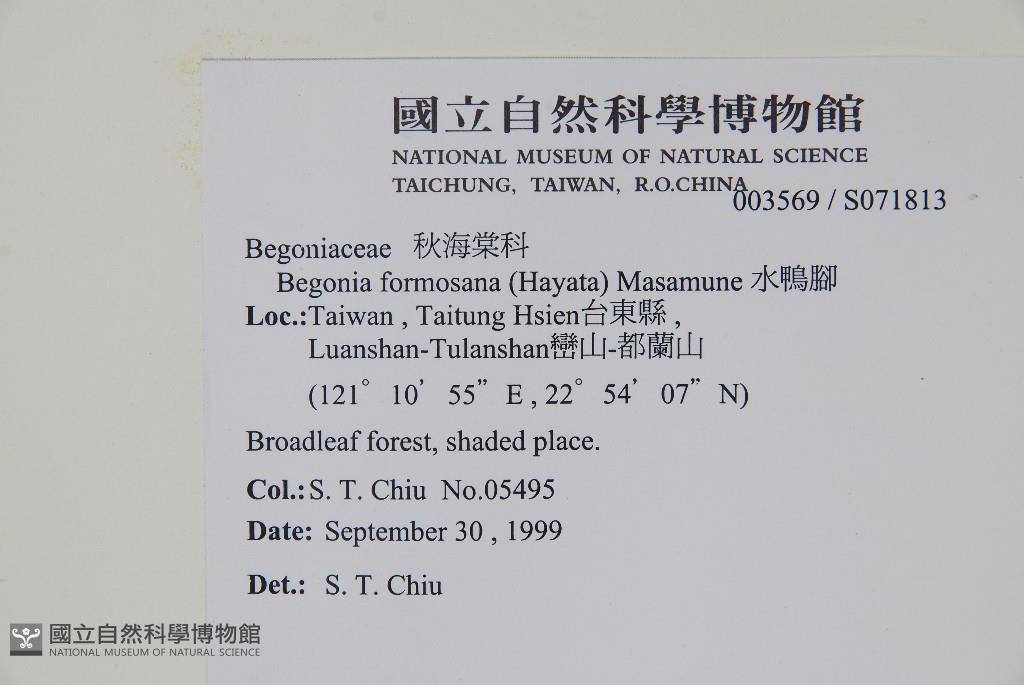 國立自然科學博物館
NATIONAL MUSEUM OF NATURAL SCIENCE
TAICHUNG, TAIWAN, R.O.CHINA
003569 / S071813
Begoniaceae 秋海棠科
Begonia formosana (Hayata) Masamune 水鴨腳
Loc.:Taiwan , Taitung Hsien台東縣 ,
Luanshan-Tulanshan巒山-都蘭山
(121° 10’ 55” E , 22° 54’ 07” N)
Broadleaf forest, shaded place.
Col.: S. T. Chiu No.05495
Date: September 30 , 1999
Det.: S. T. Chiu
國立自然科學博物館
NATIONAL MUSEUM OF NATURAL SCIENCE